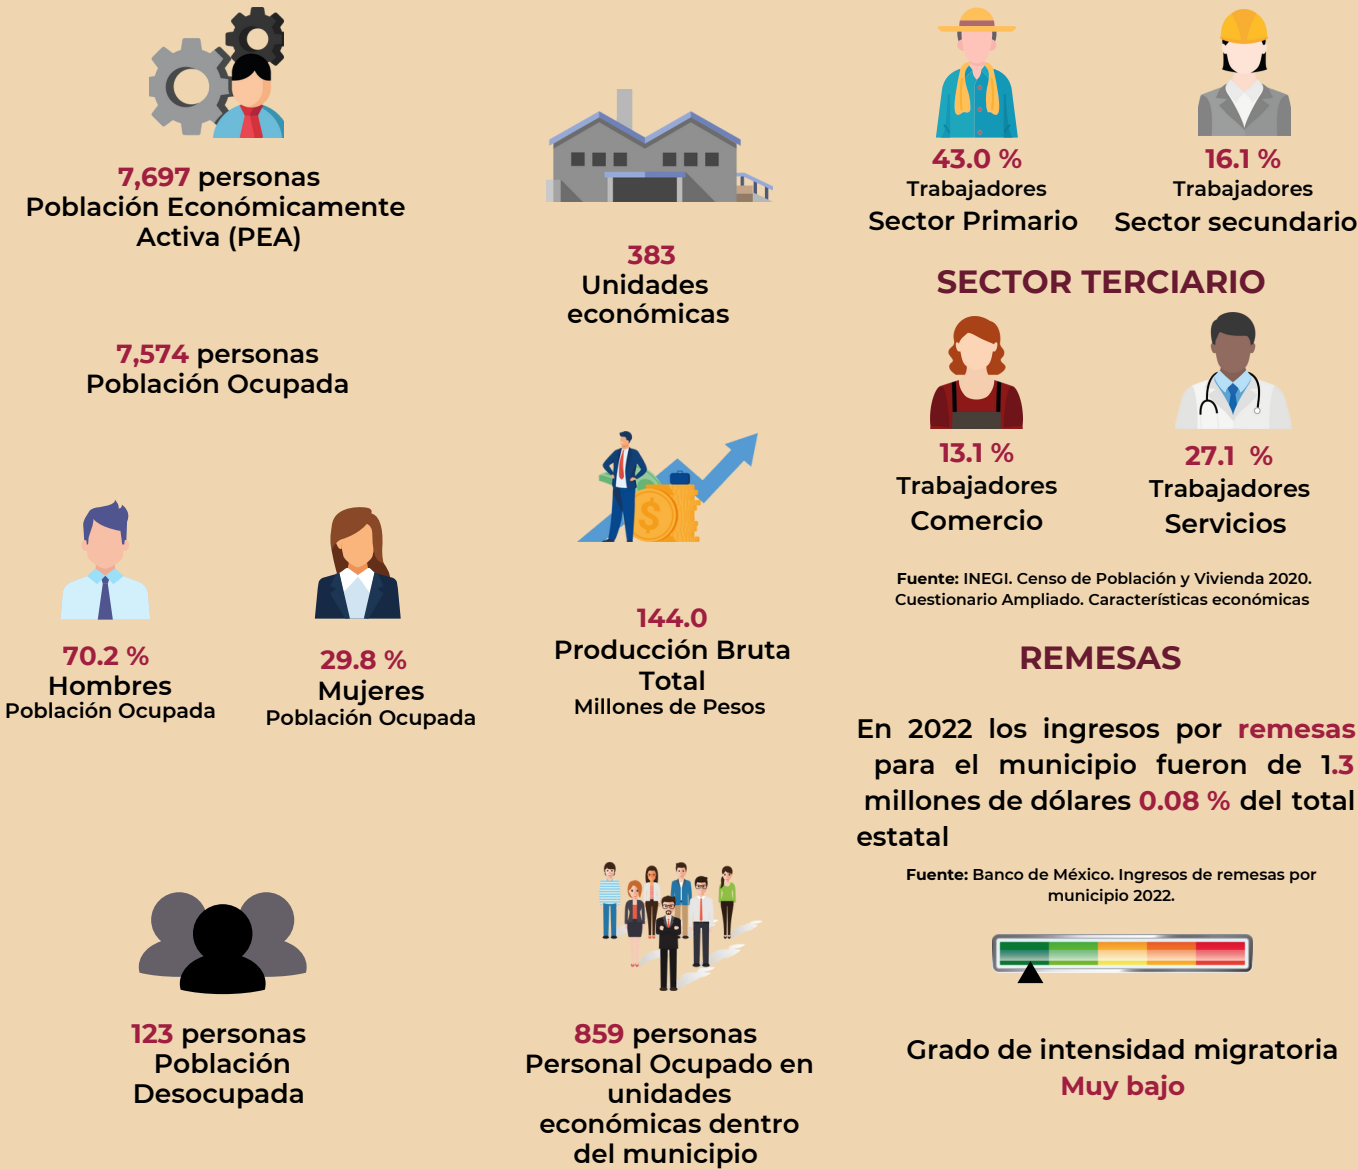 7,697 personas
Población Económicamente
Activa (PEA)
7,574 personas
Población Ocupada
70.2 %
Hombres
Población Ocupada
29.8 %
Mujeres
Población Ocupada
123 personas
Población
Desocupada
383
Unidades
económicas
$
144.0
Producción Bruta
Total
Millones de Pesos
859 personas
Personal Ocupado en
unidades
económicas dentro
del municipio
43.0 %
Trabajadores
Sector Primario
16.1 %
Trabajadores
Sector secundario
SECTOR TERCIARIO
13.1 %
Trabajadores
Comercio
27.1 %
Trabajadores
Servicios
Fuente: INEGI. Censo de Población y Vivienda 2020.
Cuestionario Ampliado. Características económicas
REMESAS
En 2022 los ingresos por remesas
para el municipio fueron de 1.3
millones de dólares 0.08 % del total
estatal
Fuente: Banco de México. Ingresos de remesas por
municipio 2022.
Grado de intensidad migratoria
Muy bajo